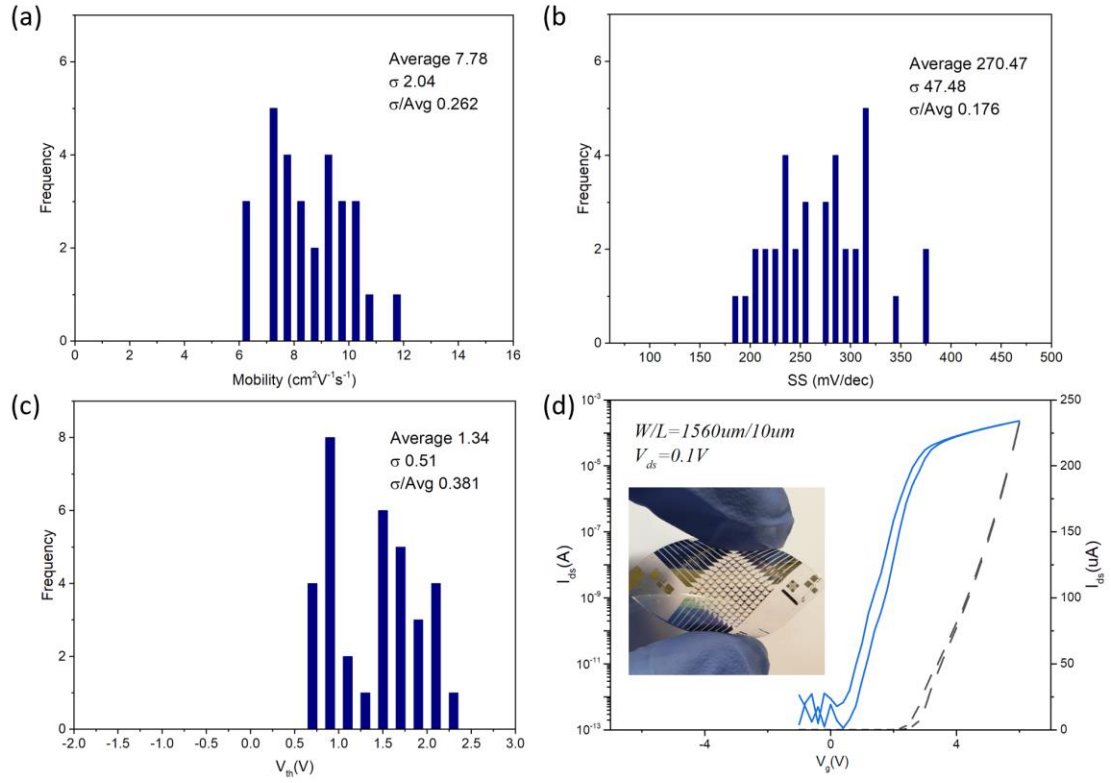 (a)
Average 7.78
σ 2.04
σ/Avg 0.262
Frequency
6
4
2
0
0 2 4 6 8 10 12 14 16
Mobility (cm²V⁻¹s⁻¹)
(b)
Average 270.47
σ 47.48
σ/Avg 0.176
Frequency
6
4
2
0
100 150 200 250 300 350 400 450 500
SS (mV/dec)
(c)
Average 1.34
σ 0.51
σ/Avg 0.381
Frequency
8
6
4
2
0
-2.0 -1.5 -1.0 -0.5 0.0 0.5 1.0 1.5 2.0 2.5 3.0
Vth(V)
(d)
W/L=1560um/10um
Vds=0.1V
Ids(A)
10⁻³
10⁻⁵
10⁻⁷
10⁻⁹
10⁻¹¹
10⁻¹³
-4 0 4
Vg(V)
250
200
150
100
50
0
Ids(uA)